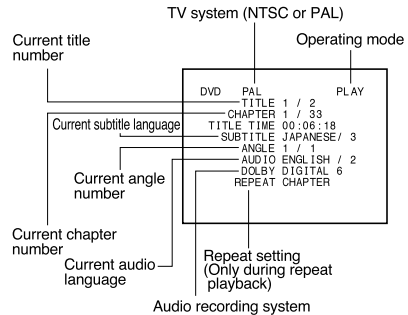 TV system (NTSC or PAL)
Current title
number
Operating mode
DVD PAL PLAY
TITLE 1 / 2
CHAPTER 1 / 33
Current subtitle language
TITLE TIME 00:06:18
SUBTITLE JAPANESE/ 3
ANGLE 1 / 1
AUDIO ENGLISH / 2
DOLBY DIGITAL 6
REPEAT CHAPTER
Current angle
number
Current chapter
number
Current audio
language
Repeat setting
(Only during repeat
playback)
Audio recording system